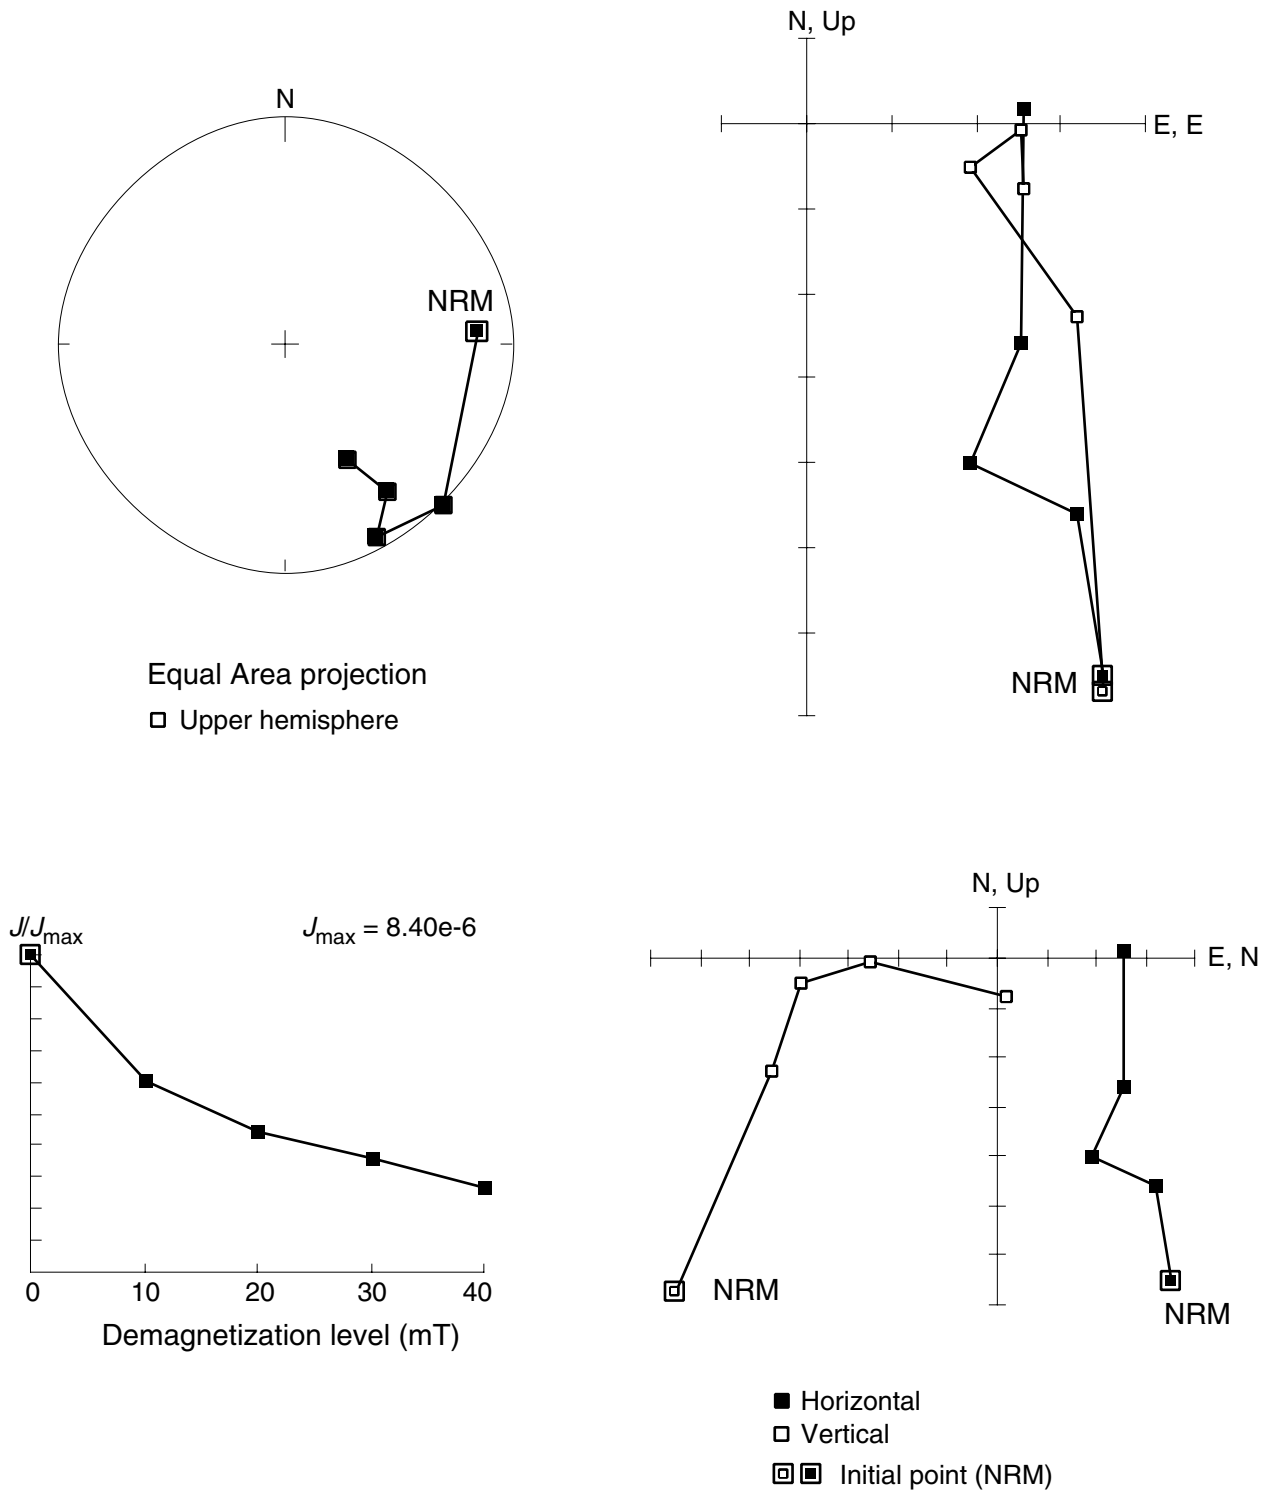 N
NRM
Equal Area projection
Upper hemisphere
N, Up
E, E
NRM
J/Jmax
Jmax = 8.40e-6
0 10 20 30 40
Demagnetization level (mT)
N, Up
E, N
NRM
NRM
Horizontal
Vertical
Initial point (NRM)